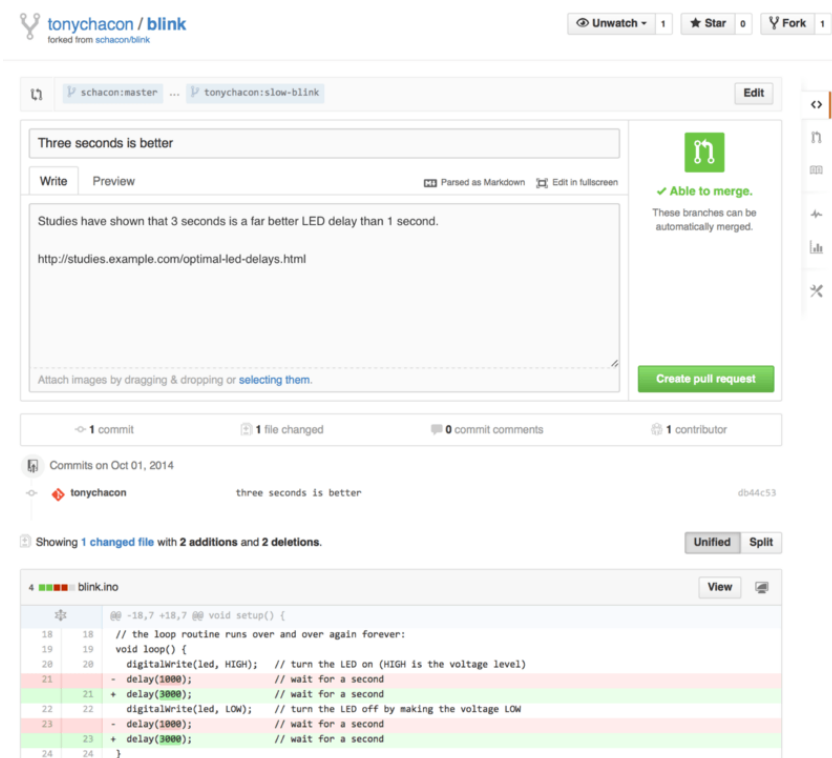 tonychacon / blink
forked from schacon/blink
Unwatch 1 Star 0 Fork 1
schacon:master ... tonychacon:slow-blink Edit
Three seconds is better
Write Preview Parsed as Markdown Edit in fullscreen
Studies have shown that 3 seconds is a far better LED delay than 1 second.
http://studies.example.com/optimal-led-delays.html
Attach images by dragging & dropping or selecting them.
✓ Able to merge.
These branches can be
automatically merged.
Create pull request
1 commit 1 file changed 0 commit comments 1 contributor
Commits on Oct 01, 2014
tonychacon three seconds is better db44c53
Showing 1 changed file with 2 additions and 2 deletions. Unified Split
4 blink.ino View
@@ -18,7 +18,7 @@ void setup() {
18 18 // the loop routine runs over and over again forever:
19 19 void loop() {
20 20 digitalWrite(led, HIGH); // turn the LED on (HIGH is the voltage level)
21 - delay(1000); // wait for a second
21 + delay(3000); // wait for a second
22 22 digitalWrite(led, LOW); // turn the LED off by making the voltage LOW
23 - delay(1000); // wait for a second
23 + delay(3000); // wait for a second
24 24 }